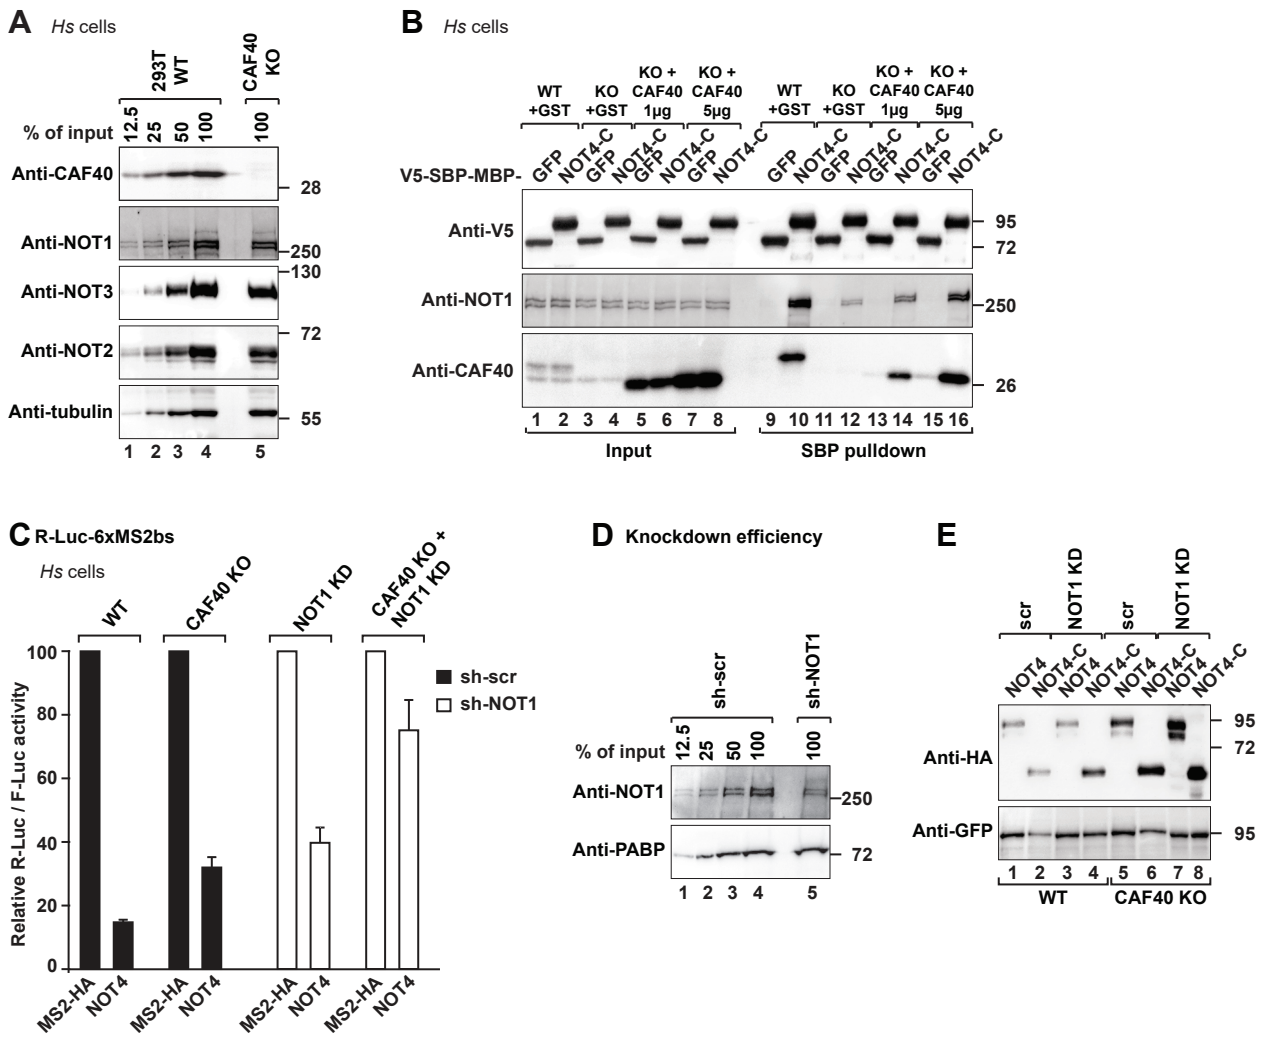 A
Hs cells
293T WT
CAF40 KO
% of input
12.5 25 50 100 100
Anti-CAF40
28
Anti-NOT1
250
Anti-NOT3
130
Anti-NOT2
72
Anti-tubulin
55
1 2 3 4 5
B
Hs cells
WT +GST
KO +GST
KO + CAF40 1µg
KO + CAF40 5µg
WT +GST
KO +GST
KO + CAF40 1µg
KO + CAF40 5µg
V5-SBP-MBP-
GFP NOT4-C GFP NOT4-C GFP NOT4-C GFP NOT4-C GFP NOT4-C GFP NOT4-C GFP NOT4-C GFP NOT4-C
Anti-V5
95
72
Anti-NOT1
250
Anti-CAF40
26
1 2 3 4 5 6 7 8 9 10 11 12 13 14 15 16
Input
SBP pulldown
C
R-Luc-6xMS2bs
Hs cells
WT
CAF40 KO
NOT1 KD
CAF40 KO + NOT1 KD
Relative R-Luc / F-Luc activity
100
80
60
40
20
0
sh-scr
sh-NOT1
MS2-HA NOT4 MS2-HA NOT4 MS2-HA NOT4 MS2-HA NOT4
D
Knockdown efficiency
sh-scr
sh-NOT1
% of input
12.5 25 50 100 100
Anti-NOT1
250
Anti-PABP
72
1 2 3 4 5
E
scr
NOT1 KD
scr
NOT1 KD
NOT4 NOT4-C NOT4 NOT4-C NOT4 NOT4-C NOT4 NOT4-C
Anti-HA
95
72
Anti-GFP
95
1 2 3 4 5 6 7 8
WT
CAF40 KO